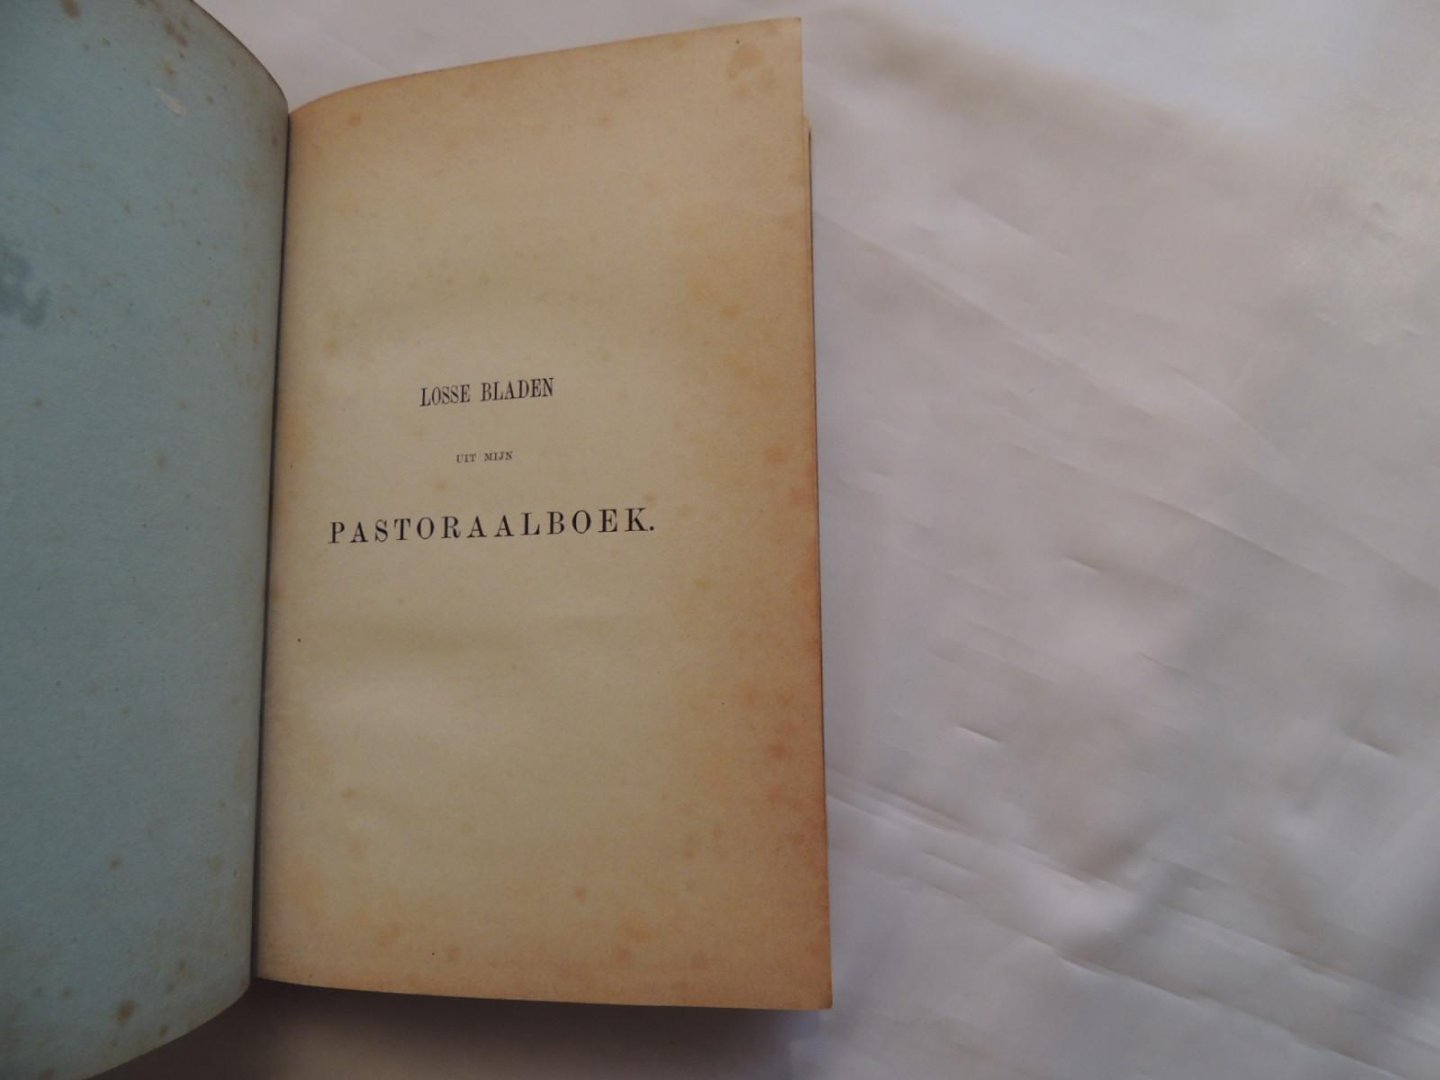 LOSSE BLADEN
UIT MIJN
PASTORAALBOEK.